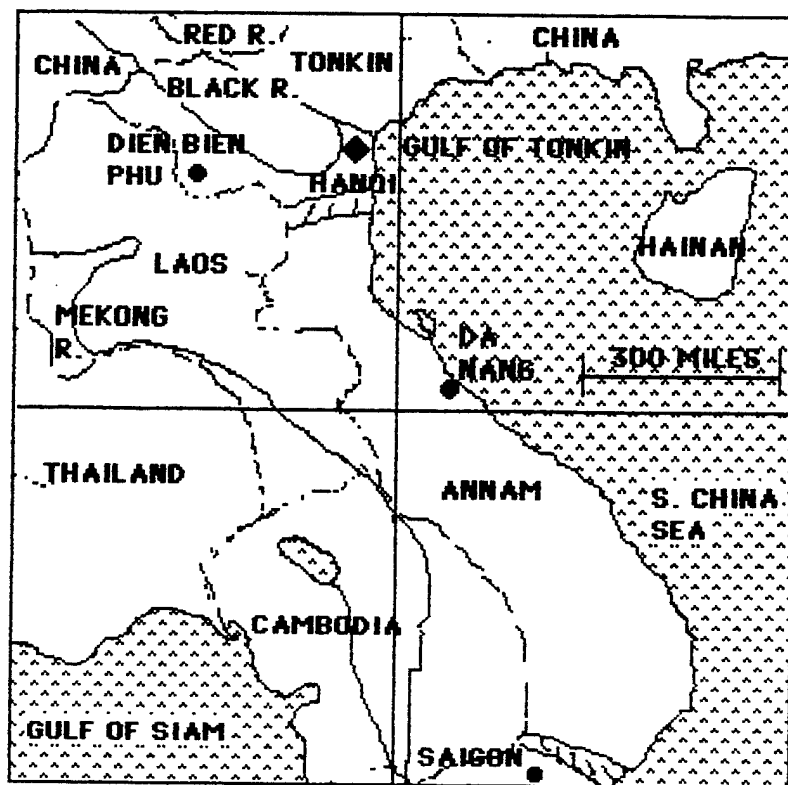 RED R.
TONKIN
CHINA
CHINA
BLACK R.
DIEN BIEN
PHU
GULF OF TONKIN
HANOI
HAINAN
LAOS
MEKONG
R.
DA
NANG
300 MILES
THAILAND
ANNAM
S. CHINA
SEA
CAMBODIA
GULF OF SIAM
SAIGON